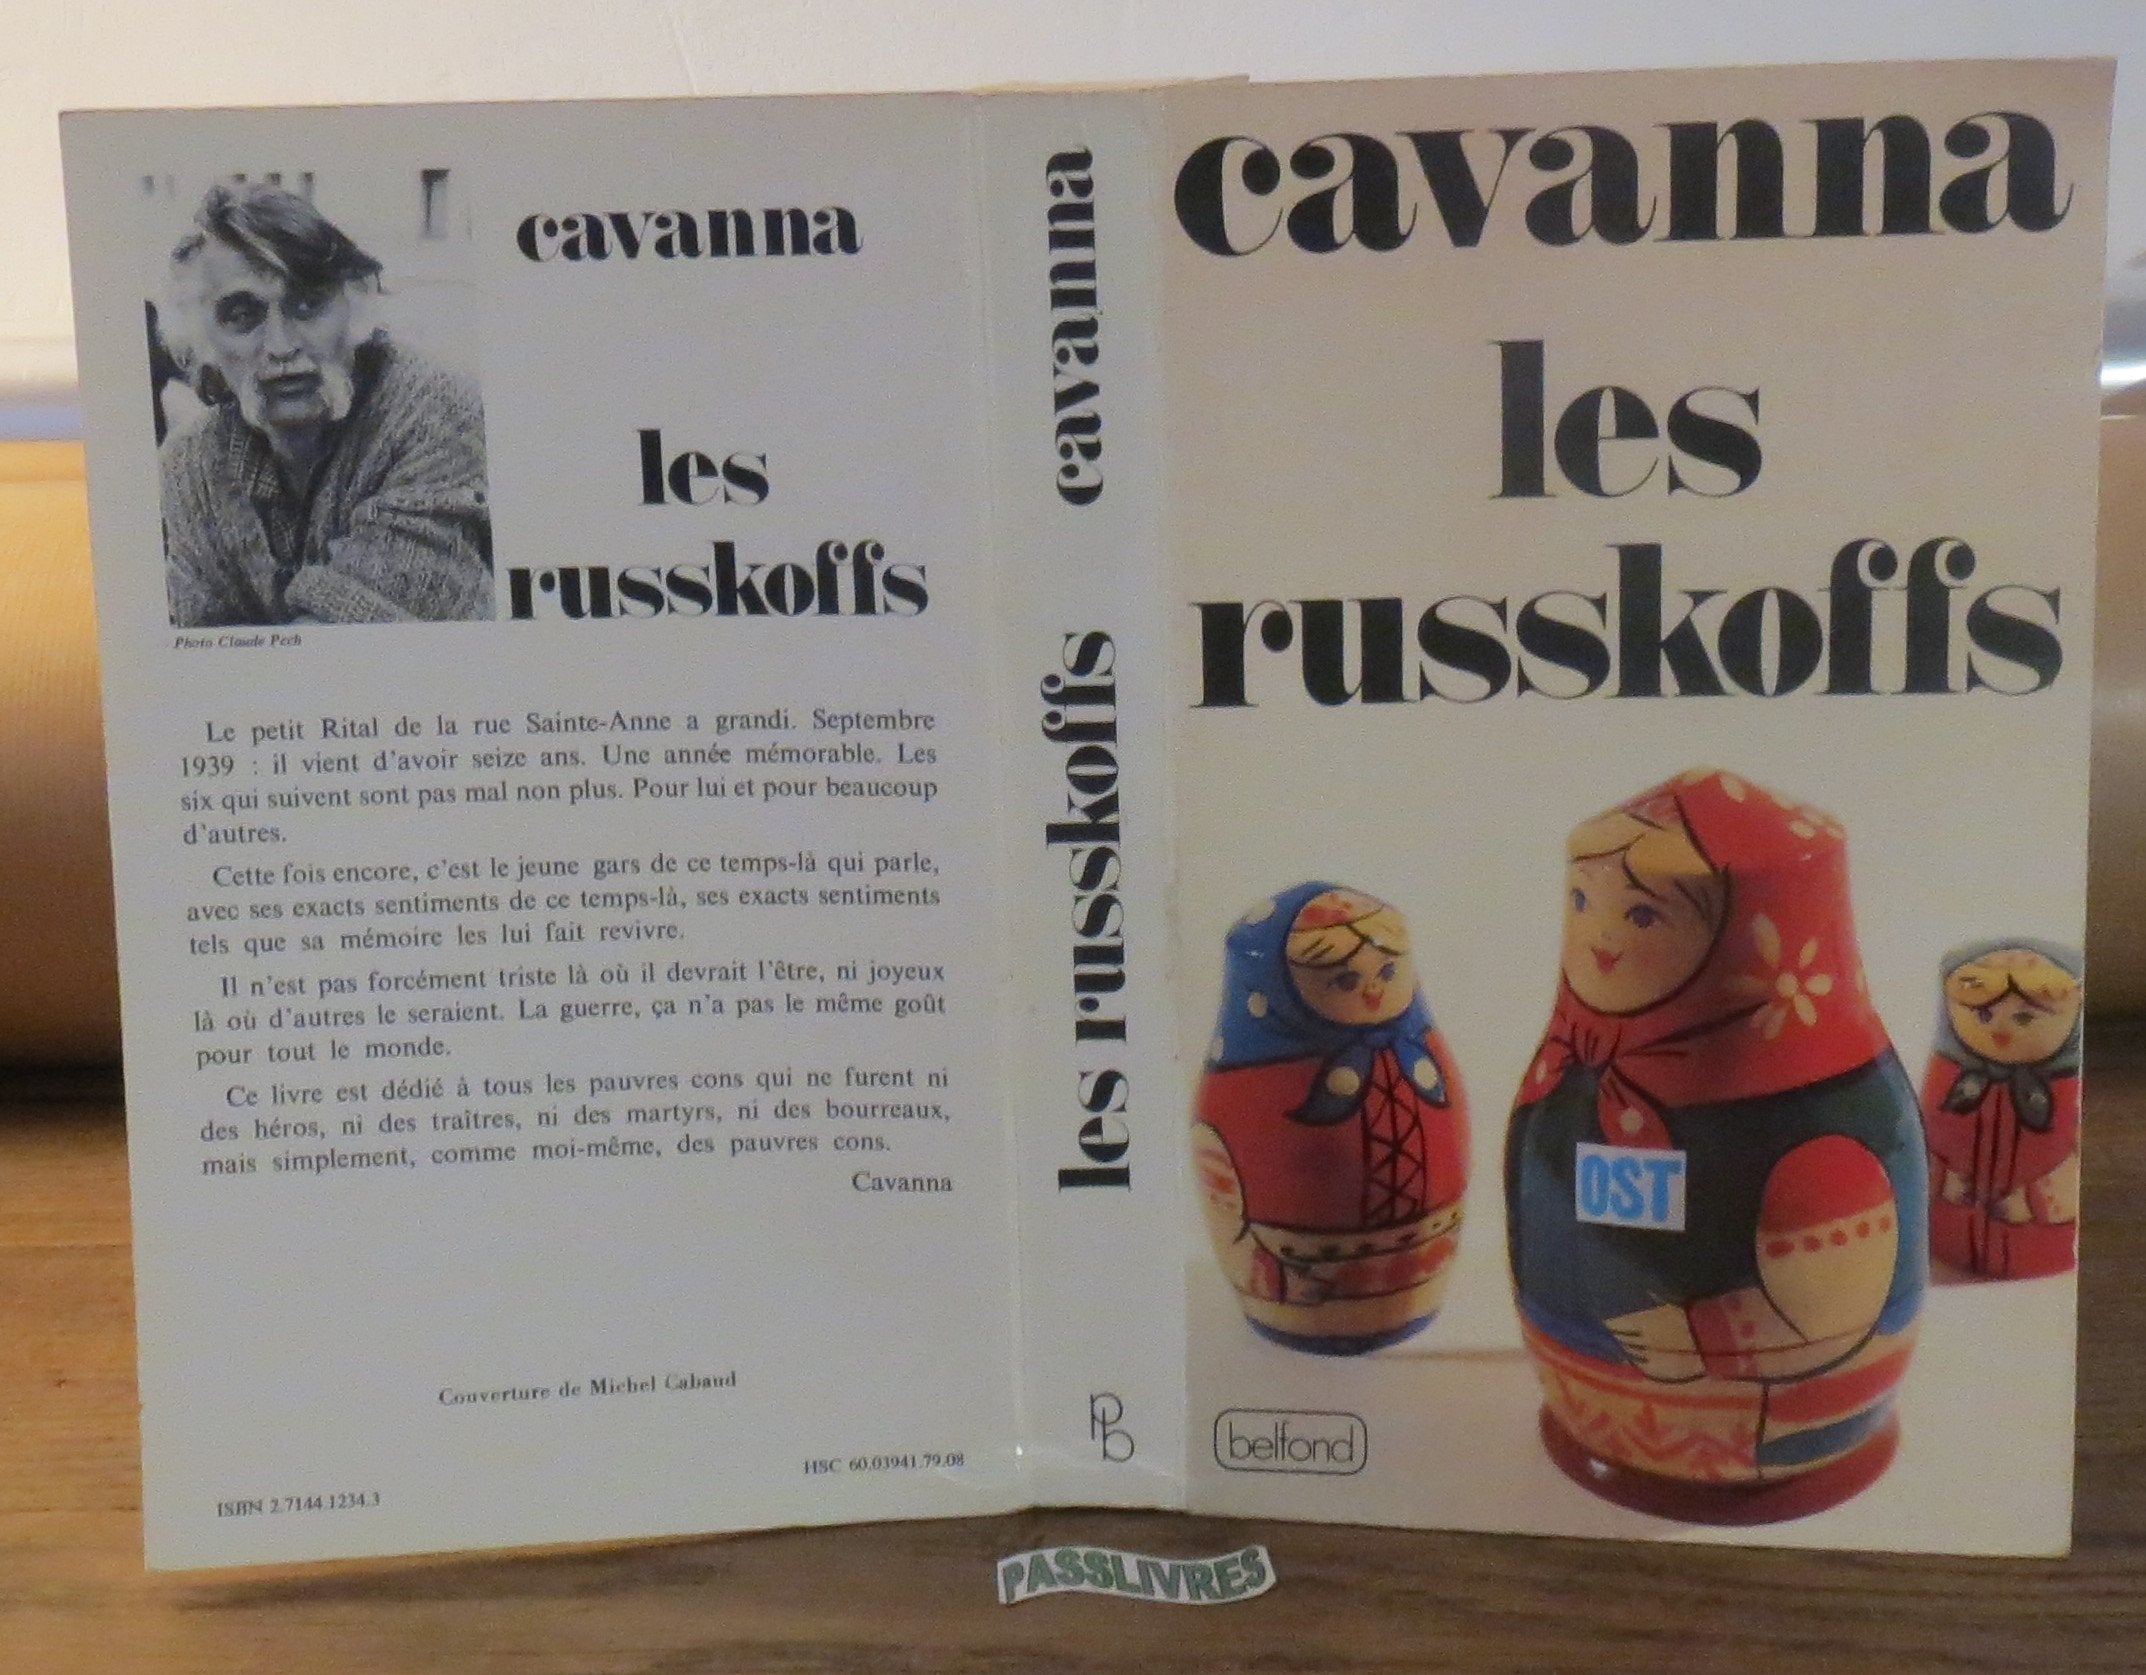 cavanna
les
russkoffs
Photo Claude Pech
Le petit Rital de la rue Sainte-Anne a grandi. Septembre
1939 : il vient d'avoir seize ans. Une année mémorable. Les
six qui suivent sont pas mal non plus. Pour lui et pour beaucoup
d'autres.
Cette fois encore, c'est le jeune gars de ce temps-là qui parle,
avec ses exacts sentiments de ce temps-là, ses exacts sentiments
tels que sa mémoire les lui fait revivre.
Il n'est pas forcément triste là où il devrait l'être, ni joyeux
là où d'autres le seraient. La guerre, ça n'a pas le même goût
pour tout le monde.
Ce livre est dédié à tous les pauvres cons qui ne furent ni
des héros, ni des traîtres, ni des martyrs, ni des bourreaux,
mais simplement, comme moi-même, des pauvres cons.
Cavanna
Couverture de Michel Cabaud
HSC 60.03941.79.08
ISBN 2.7144.1234.3
les russkoffs cavanna
pb
cavanna
les
russkoffs
OST
belfond
PASSLIVRES